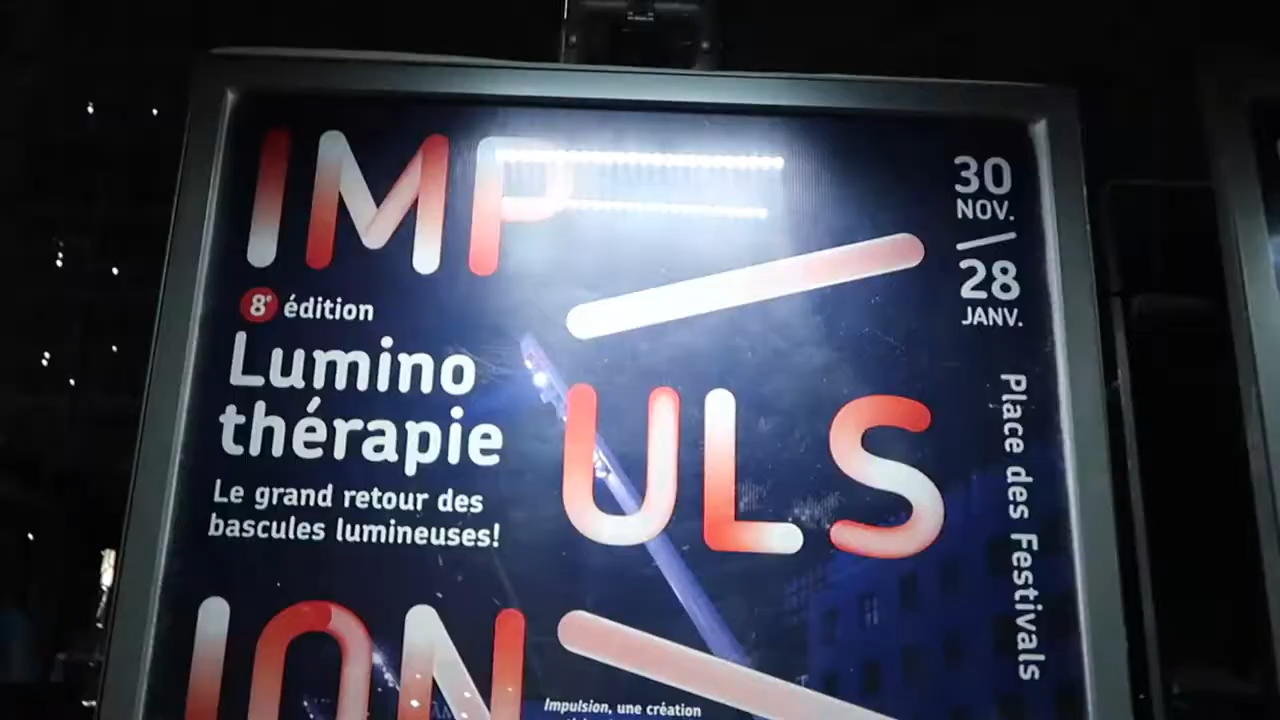 IMP
ULS
ION
8e édition
Lumino
thérapie
Le grand retour des
bascules lumineuses!
30
NOV.
28
JANV.
Place des Festivals
Impulsion, une création